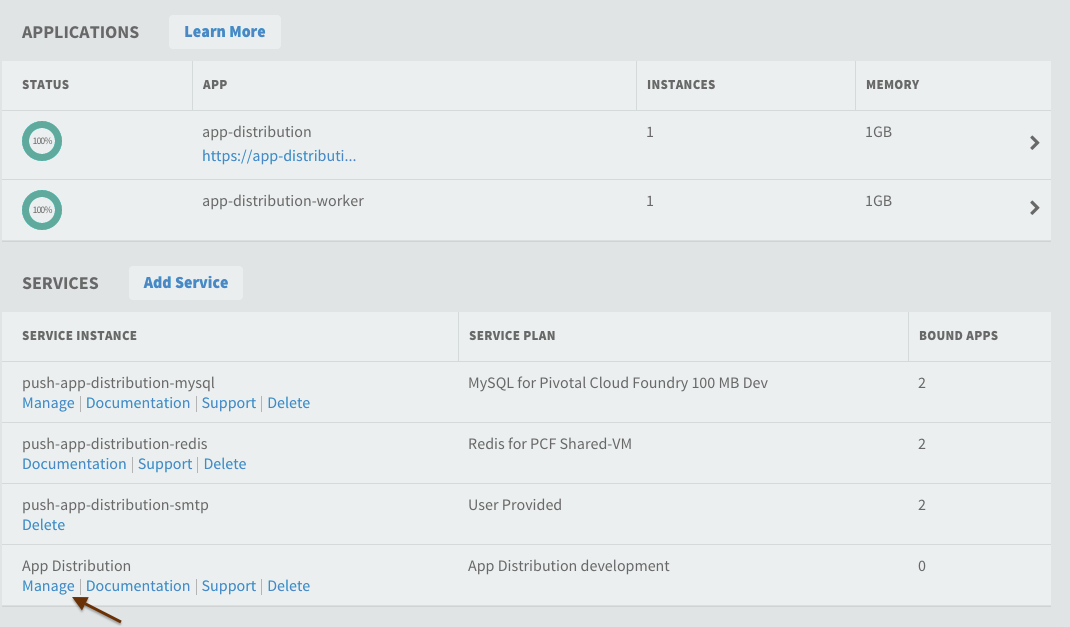 APPLICATIONS Learn More
STATUS APP INSTANCES MEMORY
100% app-distribution 1 1GB
https://app-distributi...
100% app-distribution-worker 1 1GB
SERVICES Add Service
SERVICE INSTANCE SERVICE PLAN BOUND APPS
push-app-distribution-mysql MySQL for Pivotal Cloud Foundry 100 MB Dev 2
Manage | Documentation | Support | Delete
push-app-distribution-redis Redis for PCF Shared-VM 2
Documentation | Support | Delete
push-app-distribution-smtp User Provided 2
Delete
App Distribution App Distribution development 0
Manage | Documentation | Support | Delete